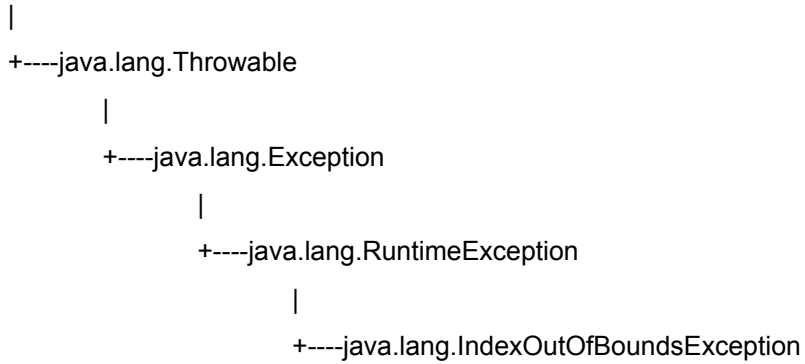 |
+----java.lang.Throwable
|
+----java.lang.Exception
|
+----java.lang.RuntimeException
|
+----java.lang.IndexOutOfBoundsException